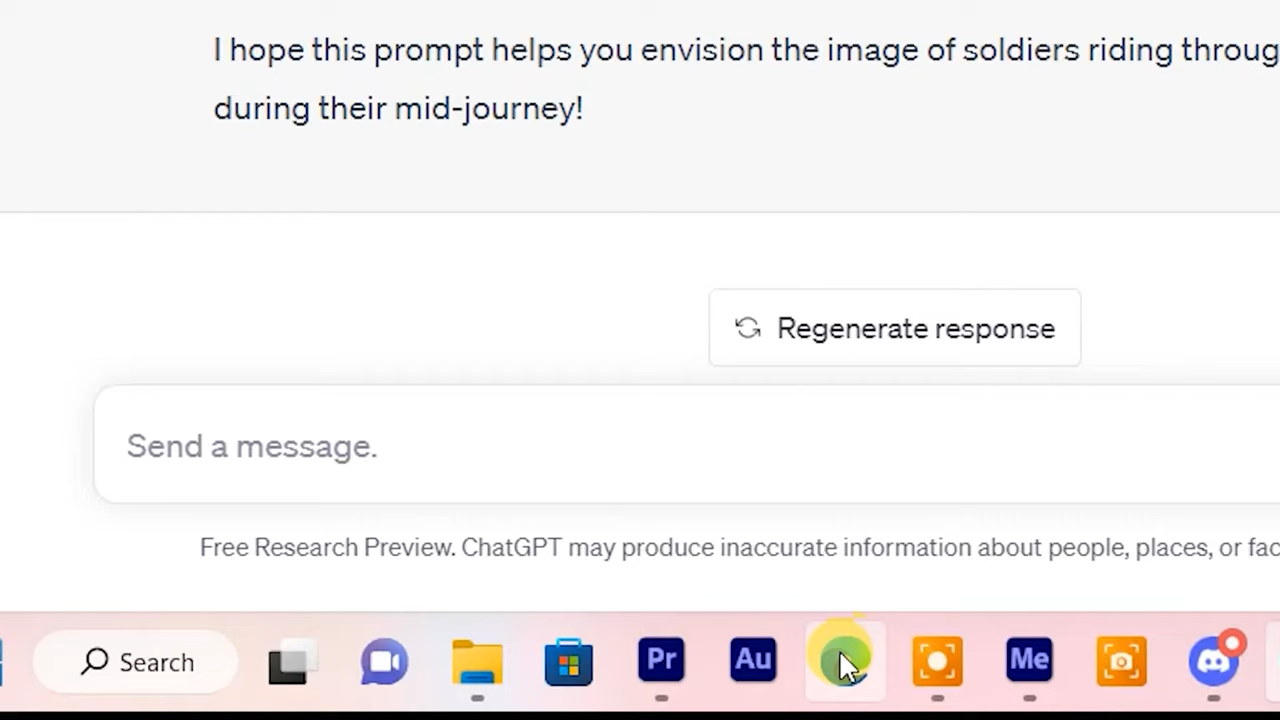 I hope this prompt helps you envision the image of soldiers riding throug
during their mid-journey!
Regenerate response
Send a message.
Free Research Preview. ChatGPT may produce inaccurate information about people, places, or fac
Search
Pr
Au
Me